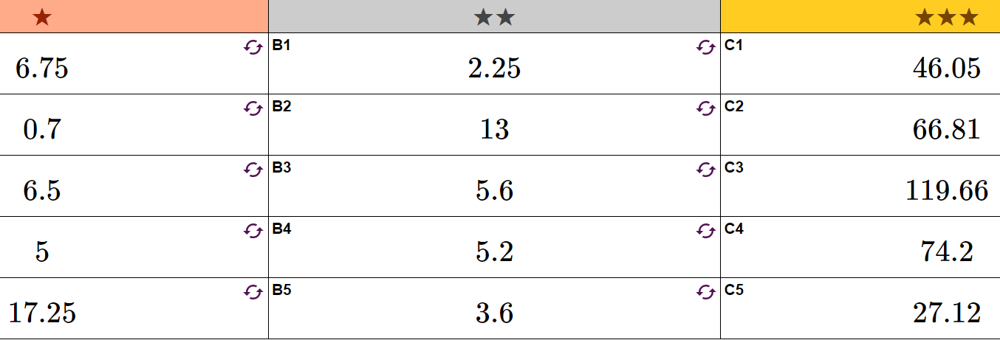 ★ ★★ ★★★
6.75 B1 2.25 C1 46.05
0.7 B2 13 C2 66.81
6.5 B3 5.6 C3 119.66
5 B4 5.2 C4 74.2
17.25 B5 3.6 C5 27.12